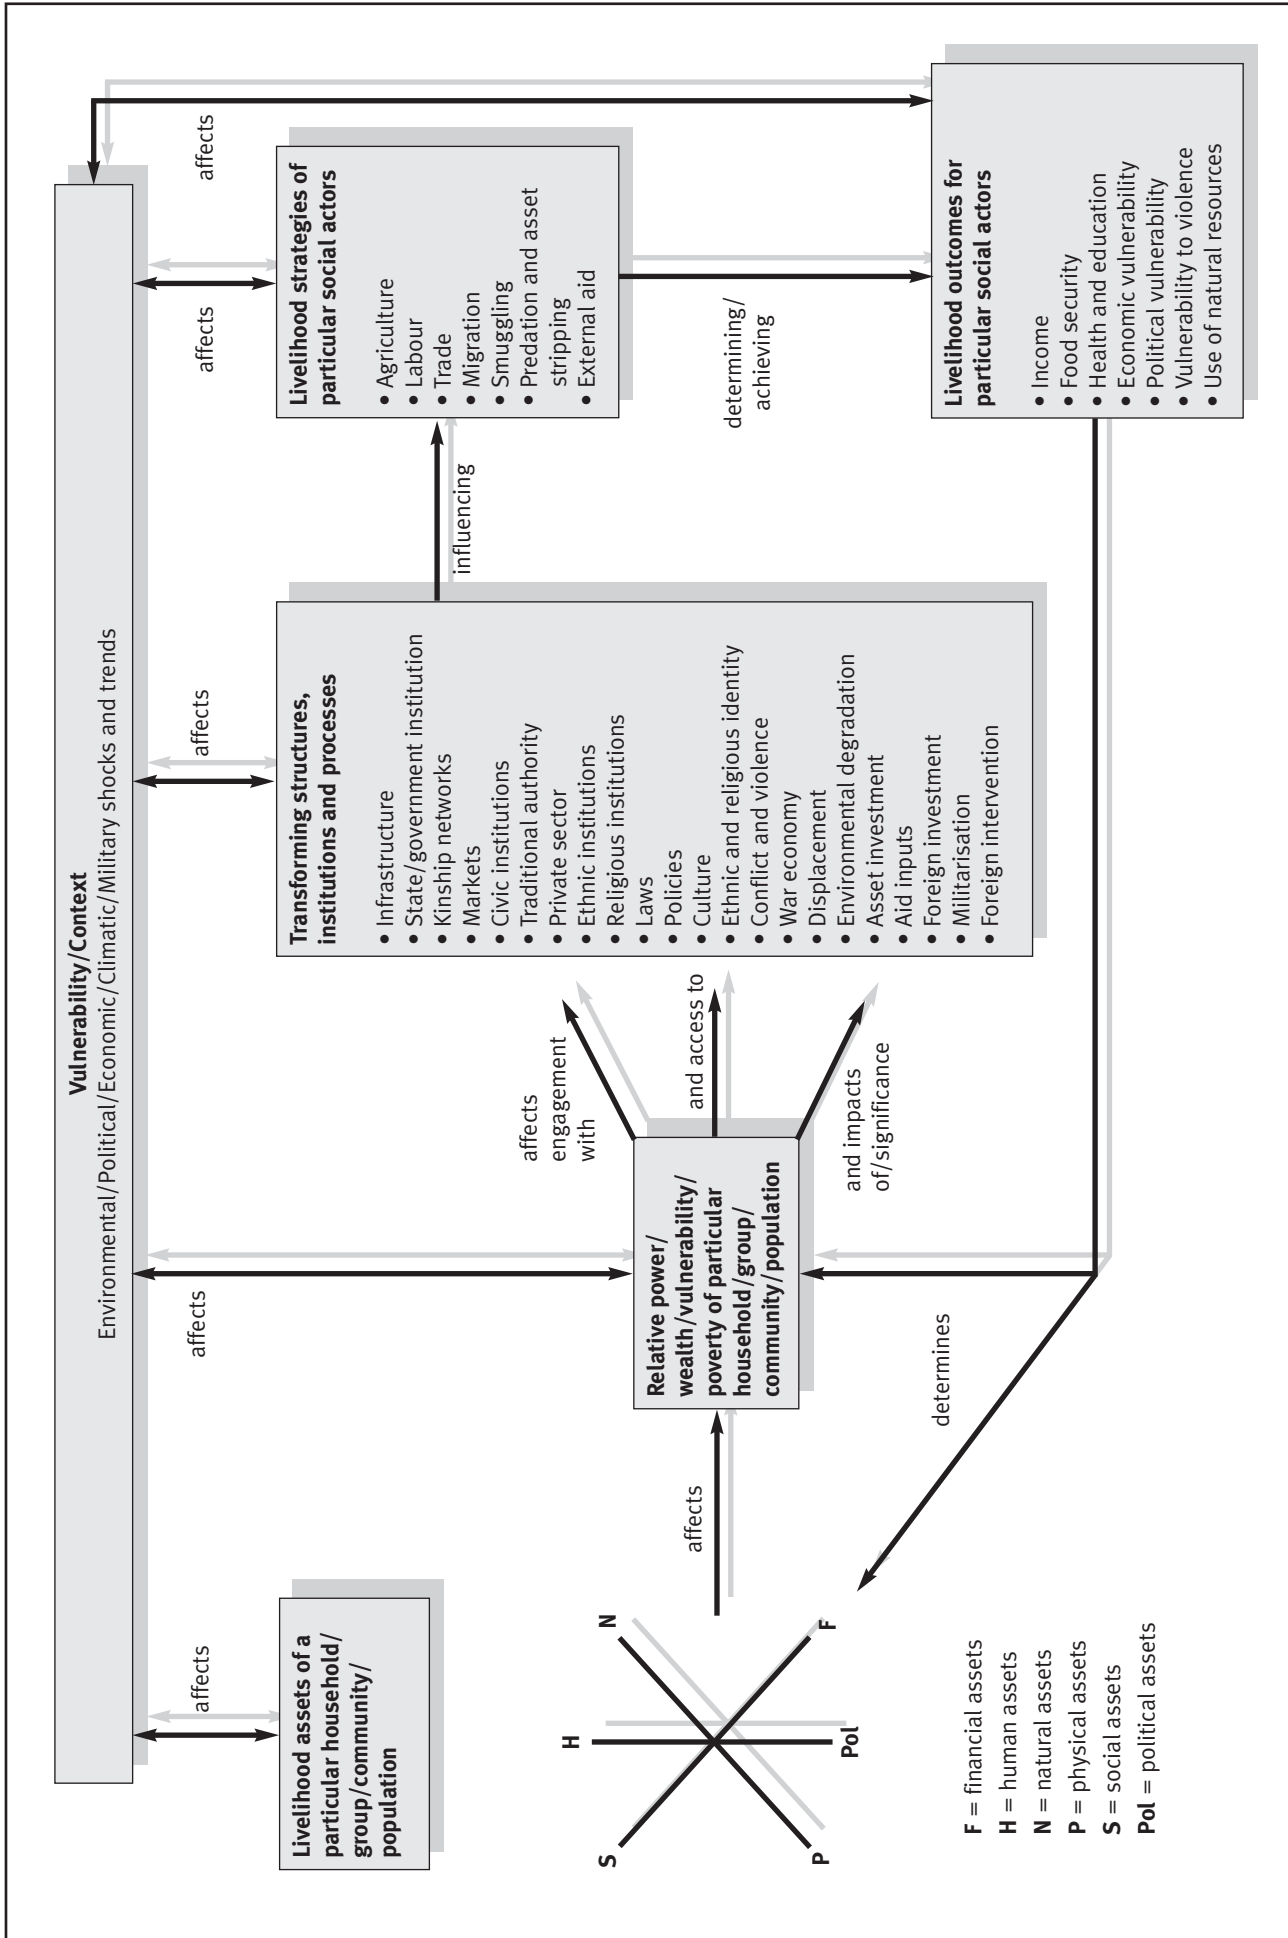 Vulnerability/Context
Environmental/Political/Economic/Climatic/Military shocks and trends
affects
affects
affects
affects
affects
Livelihood assets of a
particular household/
group/community/
population
S
H
N
P
Pol
F
F = financial assets
H = human assets
N = natural assets
P = physical assets
S = social assets
Pol = political assets
affects
Relative power/
wealth/vulnerability/
poverty of particular
household/group/
community/population
affects
engagement
with
and access to
and impacts
of/significance
determines
Transforming structures,
institutions and processes
• Infrastructure
• State/government institution
• Kinship networks
• Markets
• Civic institutions
• Traditional authority
• Private sector
• Ethnic institutions
• Religious institutions
• Laws
• Policies
• Culture
• Ethnic and religious identity
• Conflict and violence
• War economy
• Displacement
• Environmental degradation
• Asset investment
• Aid inputs
• Foreign investment
• Militarisation
• Foreign intervention
influencing
Livelihood strategies of
particular social actors
• Agriculture
• Labour
• Trade
• Migration
• Smuggling
• Predation and asset
stripping
• External aid
determining/
achieving
Livelihood outcomes for
particular social actors
• Income
• Food security
• Health and education
• Economic vulnerability
• Political vulnerability
• Vulnerability to violence
• Use of natural resources